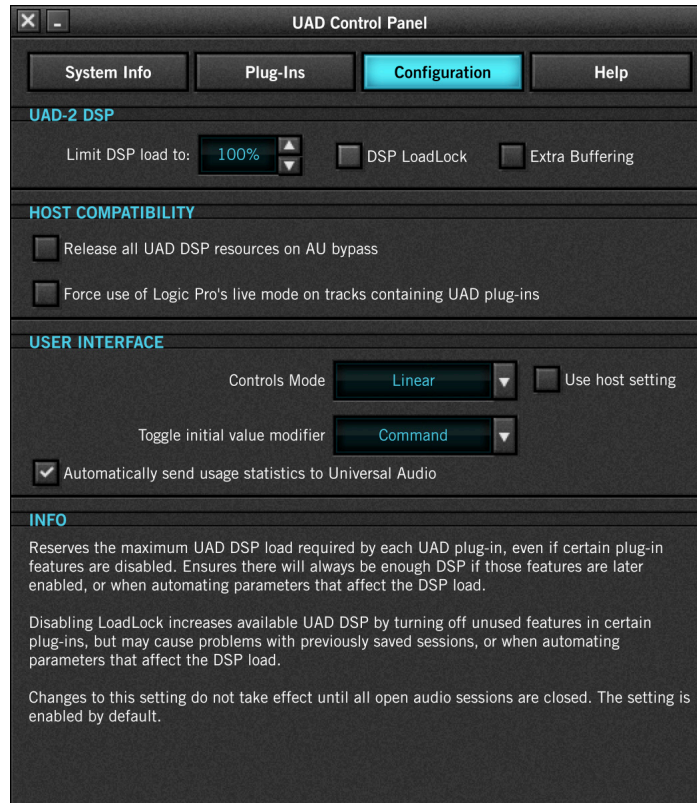 UAD Control Panel
System Info Plug-Ins Configuration Help
UAD-2 DSP
Limit DSP load to: 100% DSP LoadLock Extra Buffering
HOST COMPATIBILITY
Release all UAD DSP resources on AU bypass
Force use of Logic Pro's live mode on tracks containing UAD plug-ins
USER INTERFACE
Controls Mode Linear Use host setting
Toggle initial value modifier Command
Automatically send usage statistics to Universal Audio
INFO
Reserves the maximum UAD DSP load required by each UAD plug-in, even if certain plug-in
features are disabled. Ensures there will always be enough DSP if those features are later
enabled, or when automating parameters that affect the DSP load.
Disabling LoadLock increases available UAD DSP by turning off unused features in certain
plug-ins, but may cause problems with previously saved sessions, or when automating
parameters that affect the DSP load.
Changes to this setting do not take effect until all open audio sessions are closed. The setting is
enabled by default.